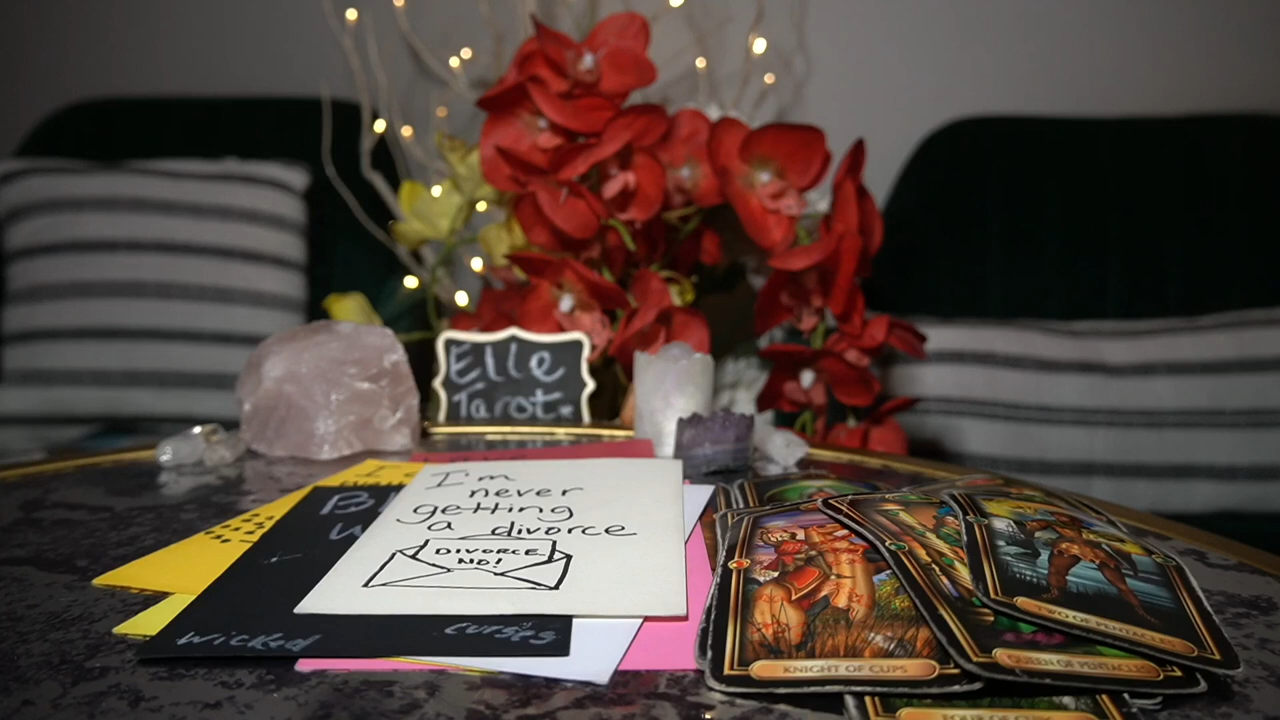 Elle
Tarot
I'm
never
getting
a divorce
DIVORCE
NO!
Wicked
curses
KNIGHT OF CUPS
QUEEN OF PENTACLES
TWO OF PENTACLES